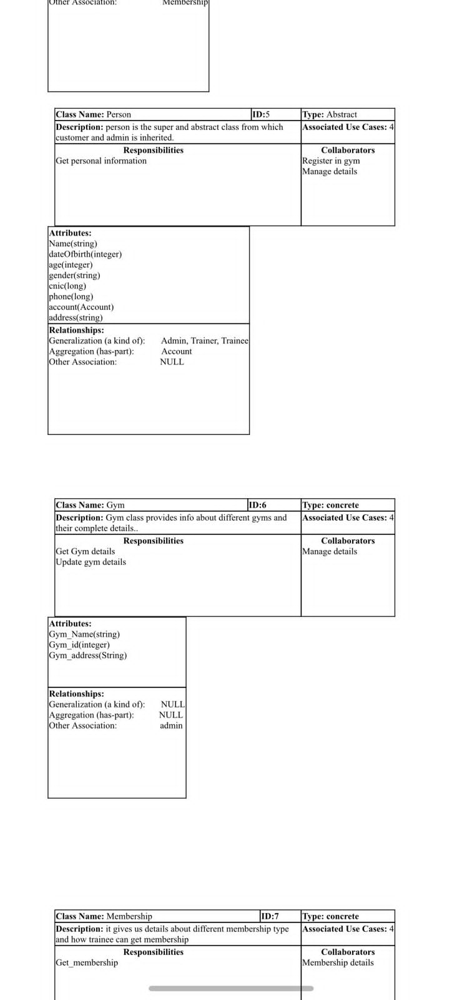 Other Association: Membership
Class Name: Person ID:5 Type: Abstract
Description: person is the super and abstract class from which Associated Use Cases: 4
customer and admin is inherited.
Responsibilities Collaborators
Get personal information Register in gym
Manage details
Attributes:
Name(string)
dateOfbirth(integer)
age(integer)
gender(string)
cnic(long)
phone(long)
account(Account)
address(string)
Relationships:
Generalization (a kind of): Admin, Trainer, Trainee
Aggregation (has-part): Account
Other Association: NULL
Class Name: Gym ID:6 Type: concrete
Description: Gym class provides info about different gyms and Associated Use Cases: 4
their complete details..
Responsibilities Collaborators
Get Gym details Manage details
Update gym details
Attributes:
Gym_Name(string)
Gym_id(integer)
Gym_address(String)
Relationships:
Generalization (a kind of): NULL
Aggregation (has-part): NULL
Other Association: admin
Class Name: Membership ID:7 Type: concrete
Description: it gives us details about different membership type Associated Use Cases: 4
and how trainee can get membership
Responsibilities Collaborators
Get_membership Membership details